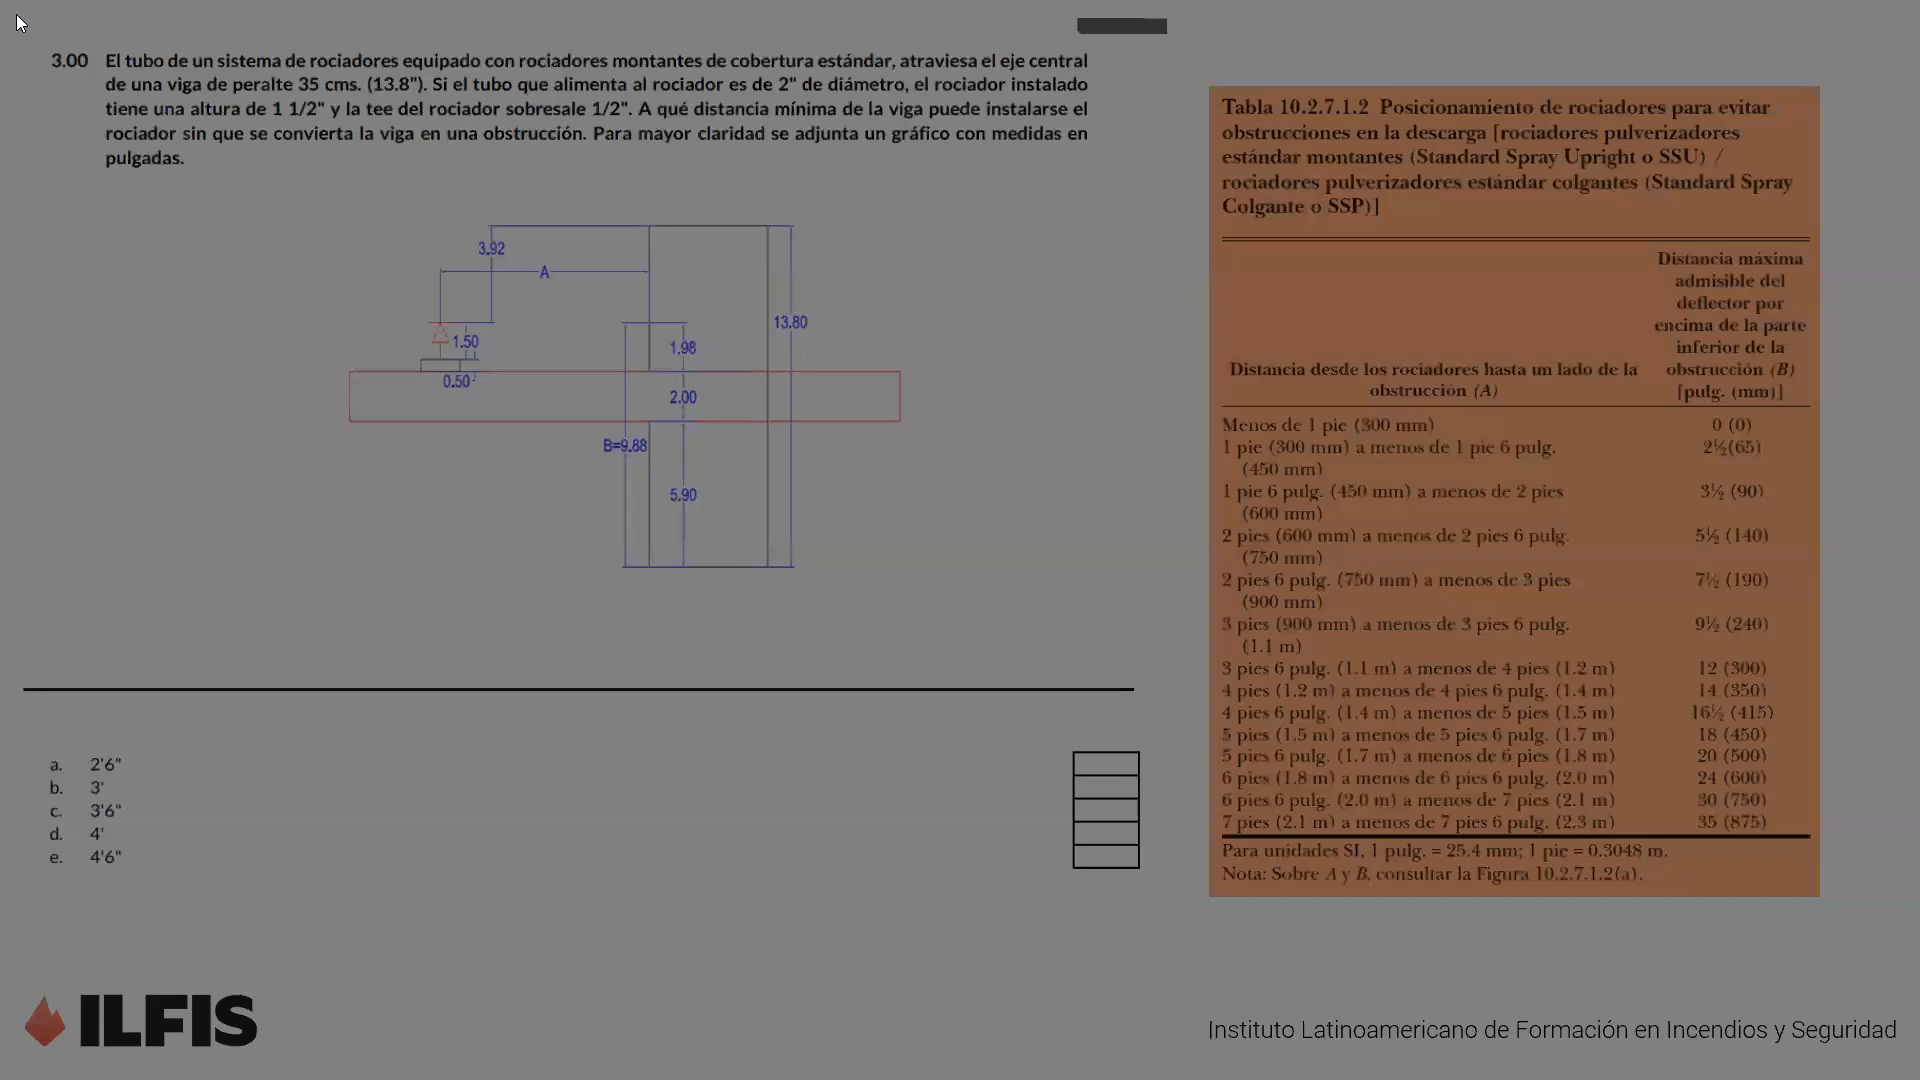 3.00 El tubo de un sistema de rociadores equipado con rociadores montantes de cobertura estándar, atraviesa el eje central
de una viga de peralte 35 cms. (13.8"). Si el tubo que alimenta al rociador es de 2" de diámetro, el rociador instalado
tiene una altura de 1 1/2" y la tee del rociador sobresale 1/2". A qué distancia mínima de la viga puede instalarse el
rociador sin que se convierta la viga en una obstrucción. Para mayor claridad se adjunta un gráfico con medidas en
pulgadas.
3.92
A
13.80
1.50
1.98
0.50
2.00
B=9.88
5.90
a. 2'6"
b. 3'
c. 3'6"
d. 4'
e. 4'6"
Tabla 10.2.7.1.2 Posicionamiento de rociadores para evitar
obstrucciones en la descarga [rociadores pulverizadores
estándar montantes (Standard Spray Upright o SSU) /
rociadores pulverizadores estándar colgantes (Standard Spray
Colgante o SSP)]
Distancia desde los rociadores hasta un lado de la
obstrucción (A)
Distancia máxima
admisible del
deflector por
encima de la parte
inferior de la
obstrucción (B)
[pulg. (mm)]
Menos de 1 pie (300 mm) 0 (0)
1 pie (300 mm) a menos de 1 pie 6 pulg. 2½(65)
(450 mm)
1 pie 6 pulg. (450 mm) a menos de 2 pies 3½ (90)
(600 mm)
2 pies (600 mm) a menos de 2 pies 6 pulg. 5½ (140)
(750 mm)
2 pies 6 pulg. (750 mm) a menos de 3 pies 7½ (190)
(900 mm)
3 pies (900 mm) a menos de 3 pies 6 pulg. 9½ (240)
(1.1 m)
3 pies 6 pulg. (1.1 m) a menos de 4 pies (1.2 m) 12 (300)
4 pies (1.2 m) a menos de 4 pies 6 pulg. (1.4 m) 14 (350)
4 pies 6 pulg. (1.4 m) a menos de 5 pies (1.5 m) 16½ (415)
5 pies (1.5 m) a menos de 5 pies 6 pulg. (1.7 m) 18 (450)
5 pies 6 pulg. (1.7 m) a menos de 6 pies (1.8 m) 20 (500)
6 pies (1.8 m) a menos de 6 pies 6 pulg. (2.0 m) 24 (600)
6 pies 6 pulg. (2.0 m) a menos de 7 pies (2.1 m) 30 (750)
7 pies (2.1 m) a menos de 7 pies 6 pulg. (2.3 m) 35 (875)
Para unidades SI, 1 pulg. = 25.4 mm; 1 pie = 0.3048 m.
Nota: Sobre A y B, consultar la Figura 10.2.7.1.2(a).
ILFIS
Instituto Latinoamericano de Formación en Incendios y Seguridad